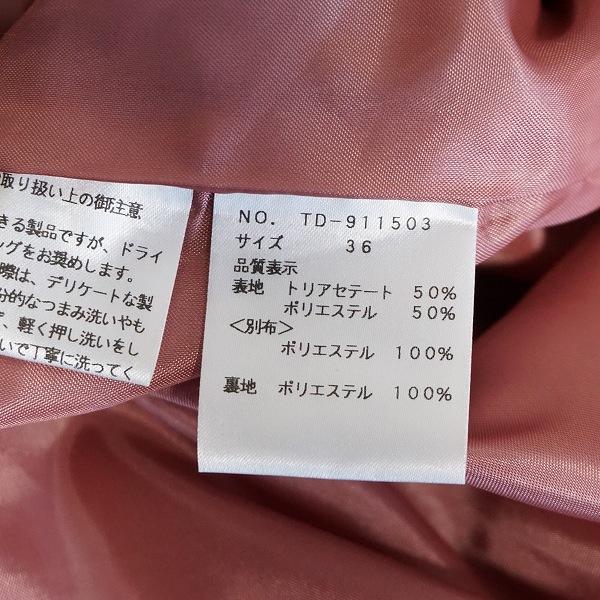 取り扱い上の御注意
きる製品ですが、ドライ
ングをお奨めします。
際は、デリケートな製
分的なつまみ洗いやも
ず、軽く押し洗いをし
いで丁寧に洗ってく
NO. TD-911503
サイズ 36
品質表示
表地 トリアセテート 50%
ポリエステル 50%
<別布>
ポリエステル 100%
裏地 ポリエステル 100%